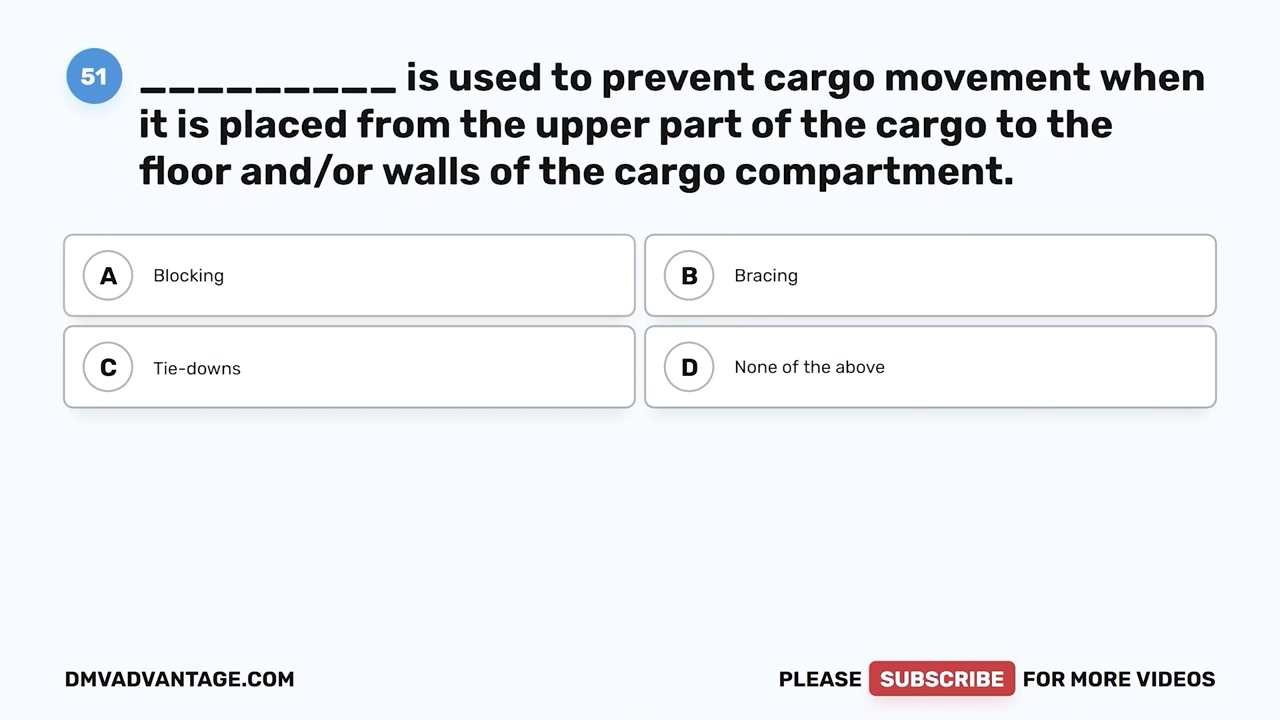 51
_________ is used to prevent cargo movement when
it is placed from the upper part of the cargo to the
floor and/or walls of the cargo compartment.
A Blocking
B Bracing
C Tie-downs
D None of the above
DMVADVANTAGE.COM
PLEASE SUBSCRIBE FOR MORE VIDEOS